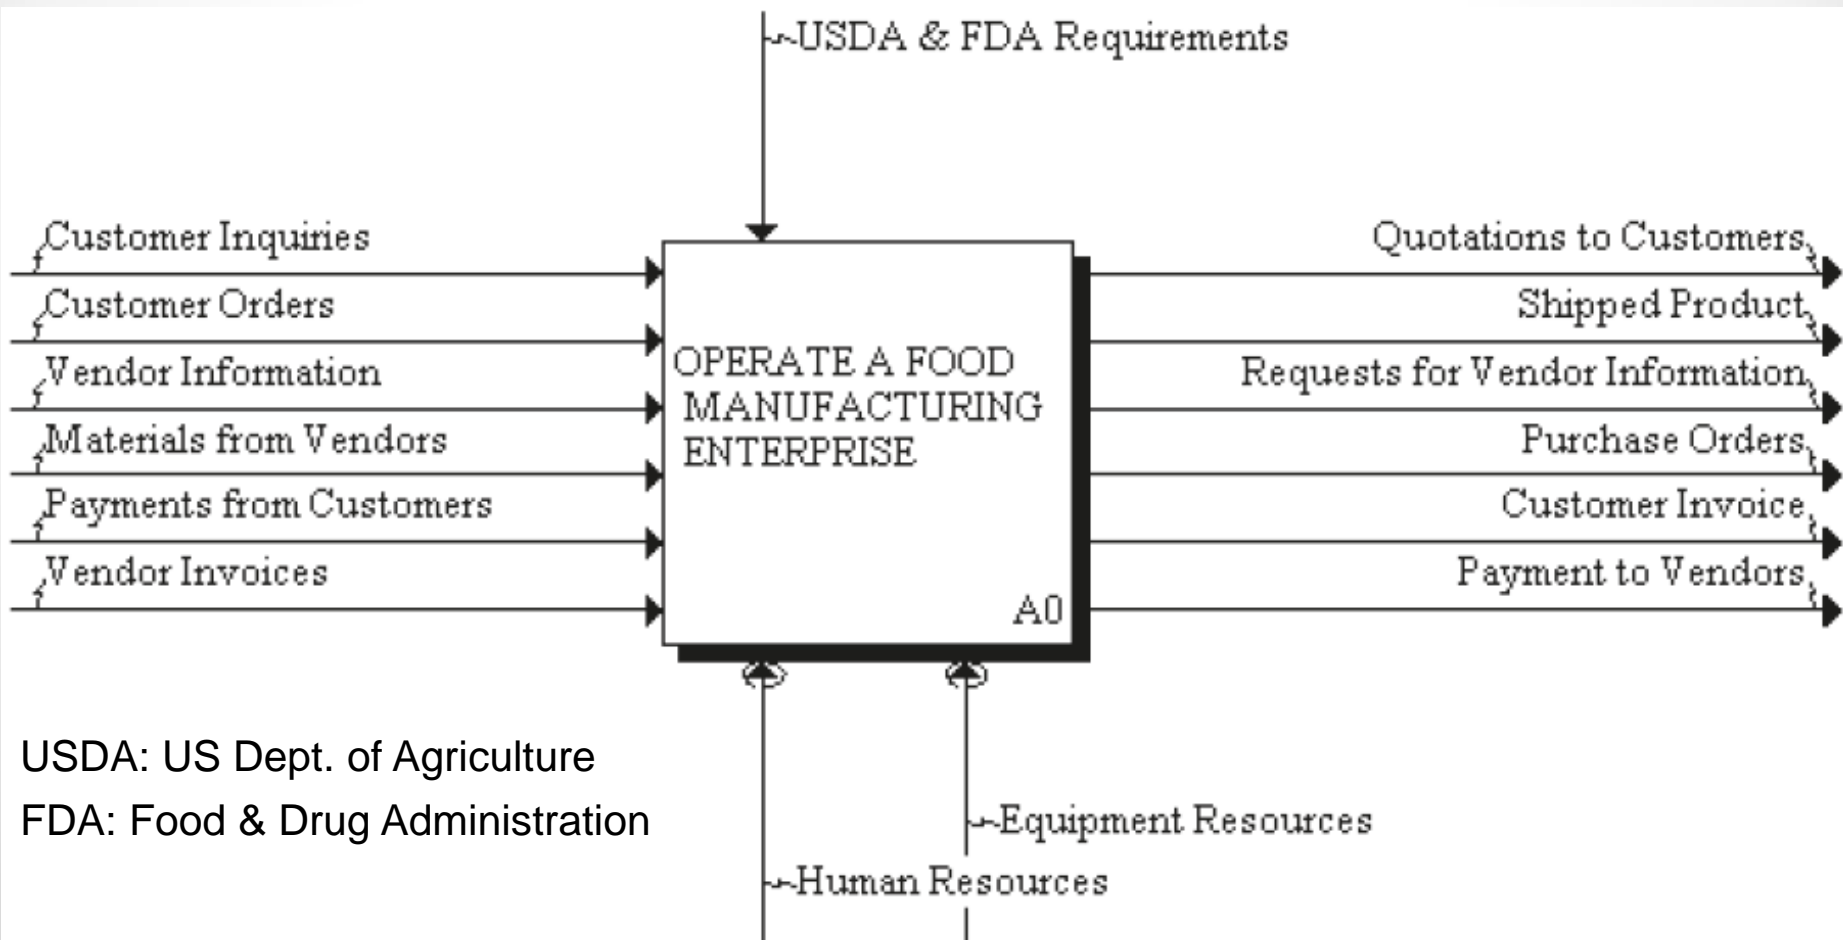 USDA & FDA Requirements
Customer Inquiries
Customer Orders
Vendor Information
Materials from Vendors
Payments from Customers
Vendor Invoices
OPERATE A FOOD
MANUFACTURING
ENTERPRISE
A0
Quotations to Customers
Shipped Product
Requests for Vendor Information
Purchase Orders
Customer Invoice
Payment to Vendors
USDA: US Dept. of Agriculture
FDA: Food & Drug Administration
Equipment Resources
Human Resources